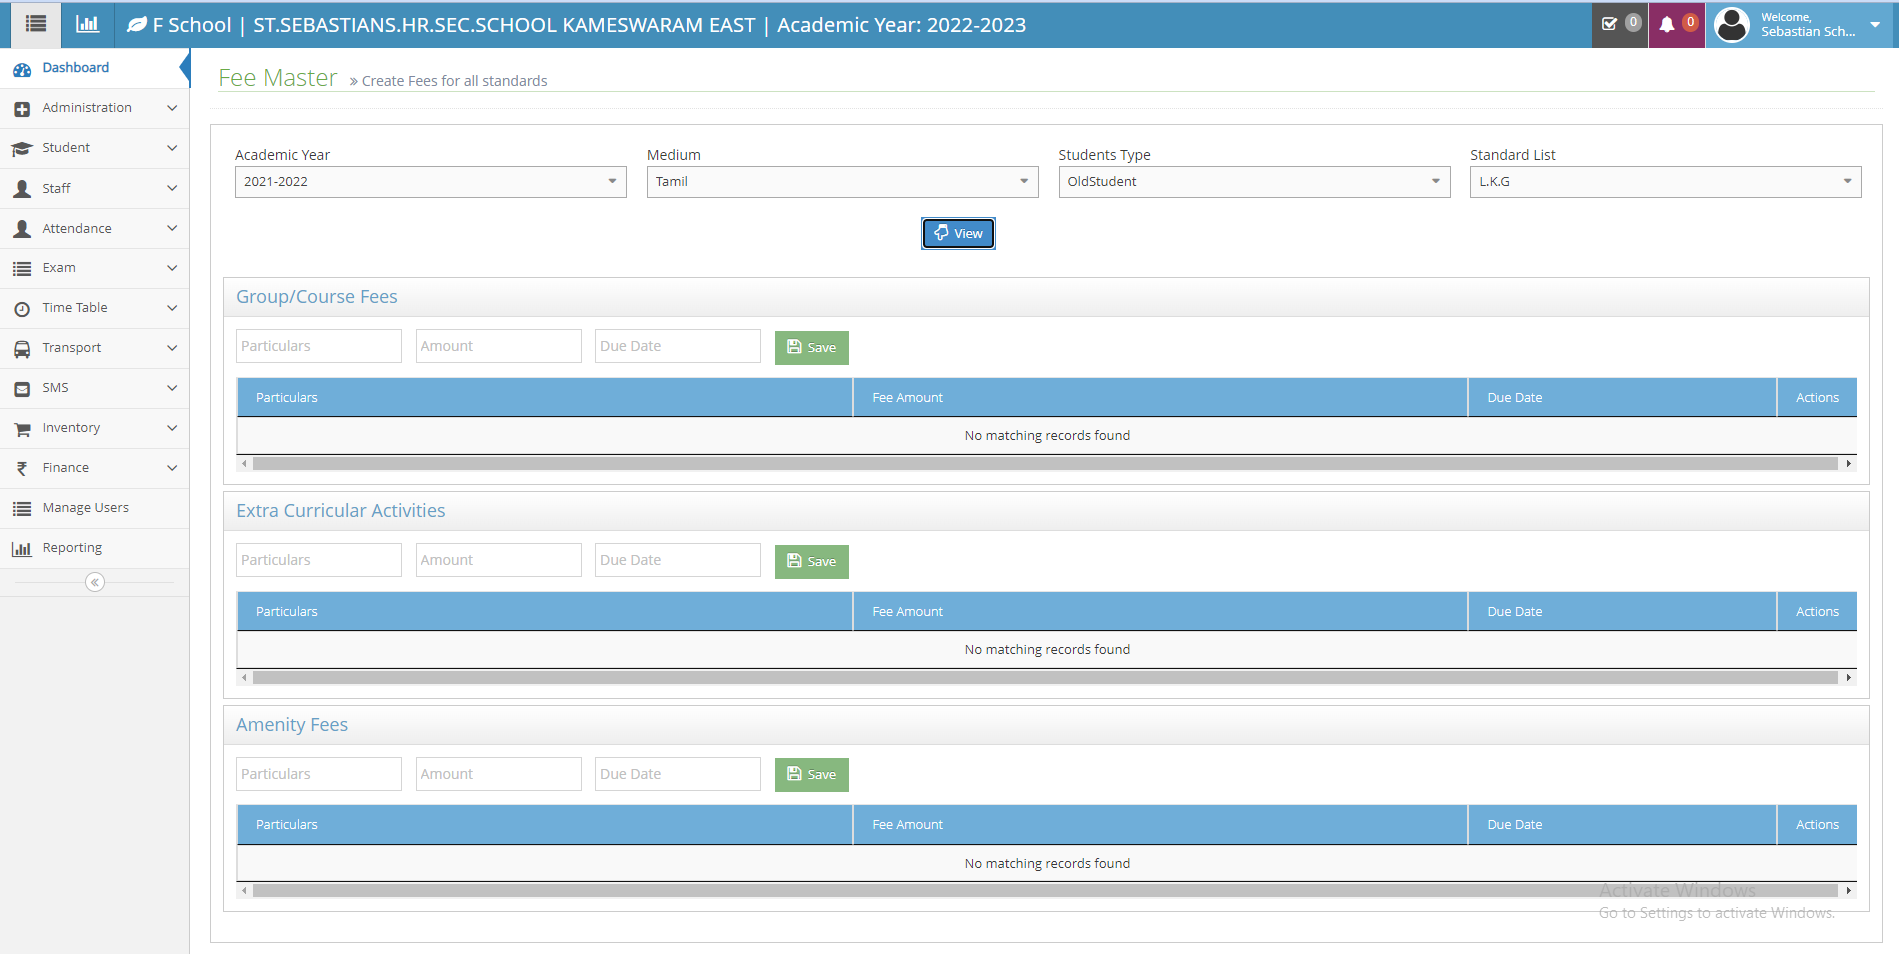 F School | ST.SEBASTIANS.HR.SEC.SCHOOL KAMESWARAM EAST | Academic Year: 2022-2023
0
0
Welcome,
Sebastian Sch...
Dashboard
Administration
Student
Staff
Attendance
Exam
Time Table
Transport
SMS
Inventory
Finance
Manage Users
Reporting
Fee Master » Create Fees for all standards
Academic Year Medium Students Type Standard List
2021-2022 Tamil OldStudent L.K.G
View
Group/Course Fees
Particulars Amount Due Date Save
Particulars Fee Amount Due Date Actions
No matching records found
Extra Curricular Activities
Particulars Amount Due Date Save
Particulars Fee Amount Due Date Actions
No matching records found
Amenity Fees
Particulars Amount Due Date Save
Particulars Fee Amount Due Date Actions
No matching records found
Activate Windows
Go to Settings to activate Windows.